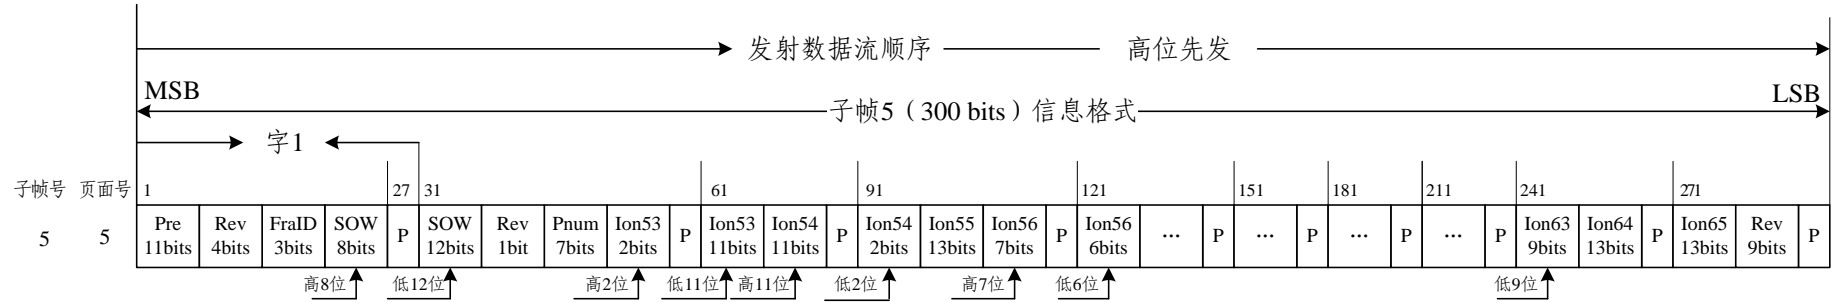 发射数据流顺序 高位先发
MSB LSB
子帧5（300 bits）信息格式
字1
子帧号 页面号 1 27 31 61 91 121 151 181 211 241 271
5 5 Pre Rev FraID SOW P SOW Rev Pnum Ion53 P Ion53 Ion54 P Ion54 Ion55 Ion56 P Ion56 … P … P … P … P Ion63 Ion64 P Ion65 Rev P
11bits 4bits 3bits 8bits 12bits 1bit 7bits 2bits 11bits 11bits 2bits 13bits 7bits 6bits 9bits 13bits 13bits 9bits
高8位 低12位 高2位 低11位 高11位 低2位 高7位 低6位 低9位